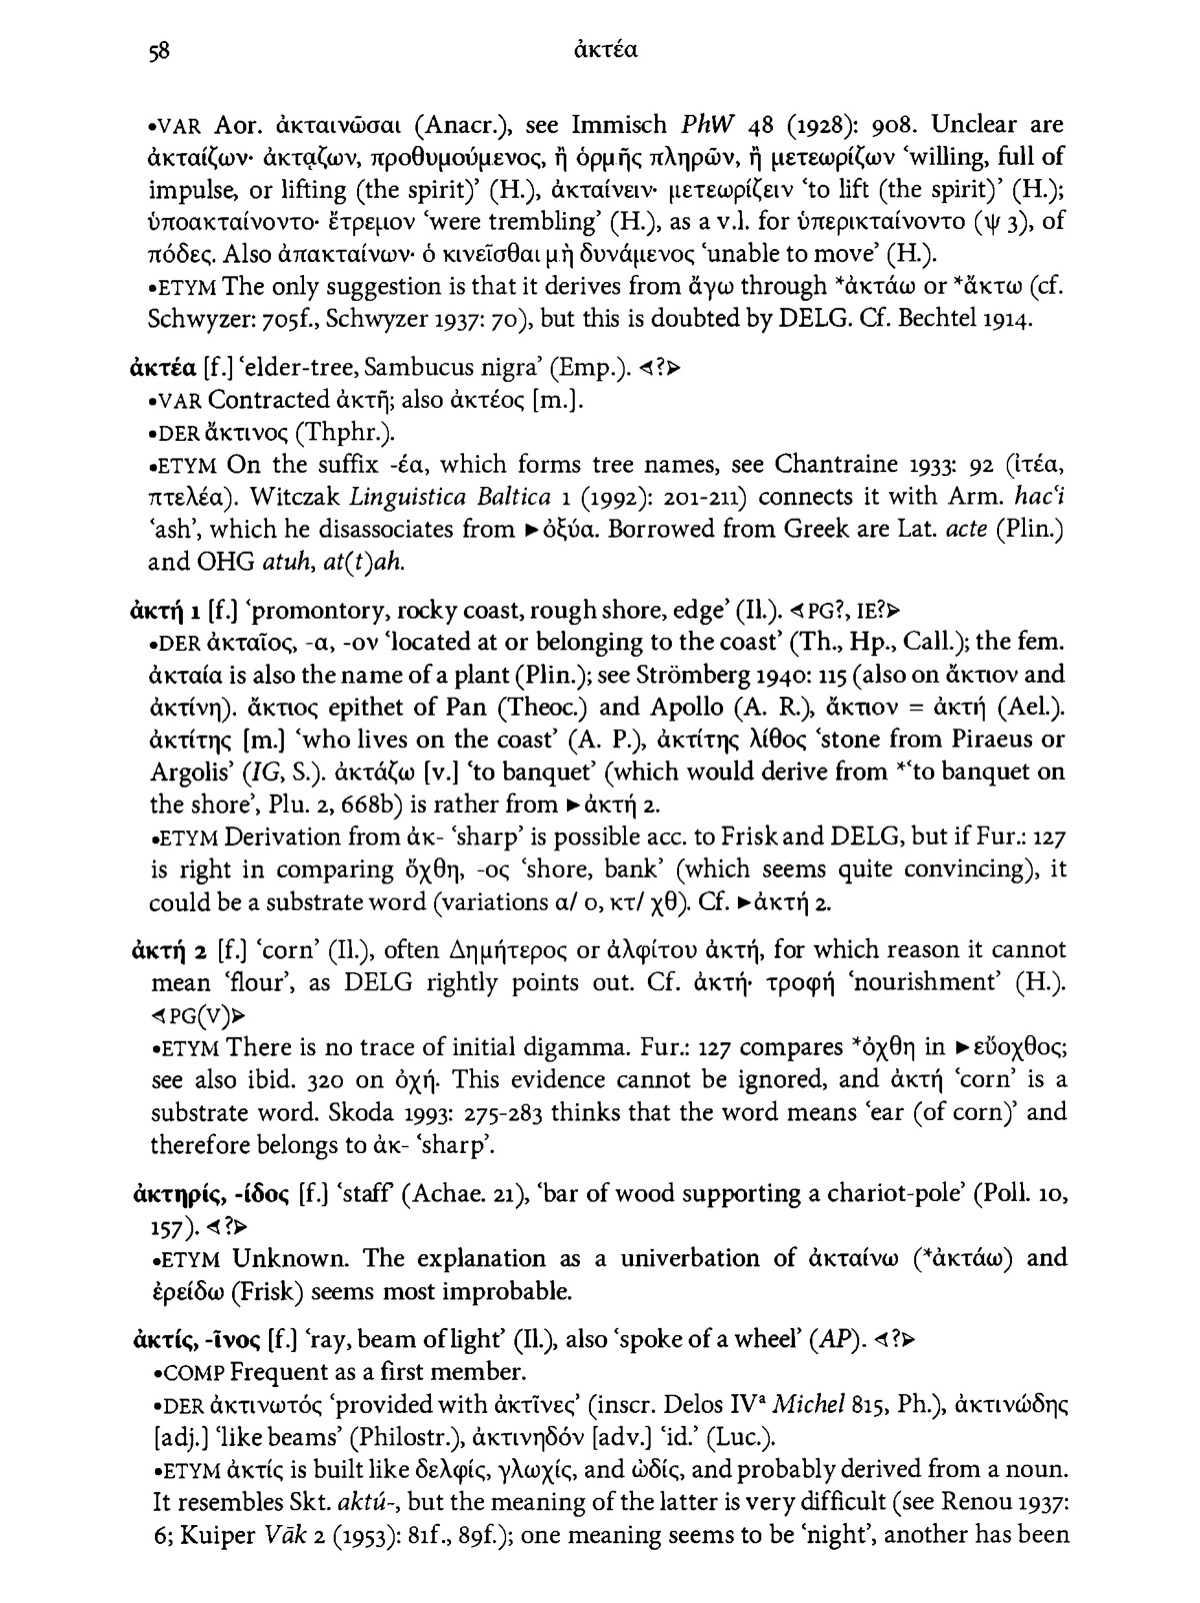 58
ἀκτέα
•VAR Aor. ἀκταινῶσαι (Anacr.), see Immisch PhW 48 (1928): 908. Unclear are
ἀκταίζων· ἀκτᾳζων, προθυμούμενος, ἢ ὁρμῆς πληρῶν, ἢ μετεωρίζων ‘willing, full of
impulse, or lifting (the spirit)’ (H.), ἀκταίνειν· μετεωρίζειν ‘to lift (the spirit)’ (H.);
ὑποακταίνοντο· ἔτρεμον ‘were trembling’ (H.), as a v.l. for ὑπερικταίνοντο (ψ 3), of
πόδες. Also ἀπακταίνων· ὁ κινεῖσθαι μὴ δυνάμενος ‘unable to move’ (H.).
•ETYM The only suggestion is that it derives from ἄγω through *ἀκτάω or *ἄκτω (cf.
Schwyzer: 705f., Schwyzer 1937: 70), but this is doubted by DELG. Cf. Bechtel 1914.
ἀκτέα [f.] ‘elder-tree, Sambucus nigra’ (Emp.). ⋖?⋗
•VAR Contracted ἀκτῆ; also ἀκτέος [m.].
•DER ἄκτινος (Thphr.).
•ETYM On the suffix -έα, which forms tree names, see Chantraine 1933: 92 (ἰτέα,
πτελέα). Witczak Linguistica Baltica 1 (1992): 201-211) connects it with Arm. hac‘i
‘ash’, which he disassociates from ►ὀξύα. Borrowed from Greek are Lat. acte (Plin.)
and OHG atuh, at(t)ah.
ἀκτή 1 [f.] ‘promontory, rocky coast, rough shore, edge’ (Il.). ⋖PG?, IE?⋗
•DER ἀκταῖος, -α, -ον ‘located at or belonging to the coast’ (Th., Hp., Call.); the fem.
ἀκταία is also the name of a plant (Plin.); see Strömberg 1940: 115 (also on ἄκτιον and
ἀκτίνη). ἄκτιος epithet of Pan (Theoc.) and Apollo (A. R.), ἄκτιον = ἀκτή (Ael.).
ἀκτίτης [m.] ‘who lives on the coast’ (A. P.), ἀκτίτης λίθος ‘stone from Piraeus or
Argolis’ (IG, S.). ἀκτάζω [v.] ‘to banquet’ (which would derive from *‘to banquet on
the shore’, Plu. 2, 668b) is rather from ►ἀκτή 2.
•ETYM Derivation from ἀκ- ‘sharp’ is possible acc. to Frisk and DELG, but if Fur.: 127
is right in comparing ὄχθη, -ος ‘shore, bank’ (which seems quite convincing), it
could be a substrate word (variations α/ ο, κτ/ χθ). Cf. ►ἀκτή 2.
ἀκτή 2 [f.] ‘corn’ (Il.), often Δημήτερος or ἀλφίτου ἀκτή, for which reason it cannot
mean ‘flour’, as DELG rightly points out. Cf. ἀκτή· τροφή ‘nourishment’ (H.).
⋖PG(V)⋗
•ETYM There is no trace of initial digamma. Fur.: 127 compares *ὀχθη in ►εὔοχθος;
see also ibid. 320 on ὀχή. This evidence cannot be ignored, and ἀκτή ‘corn’ is a
substrate word. Skoda 1993: 275-283 thinks that the word means ‘ear (of corn)’ and
therefore belongs to ἀκ- ‘sharp’.
ἀκτηρίς, -ίδος [f.] ‘staff’ (Achae. 21), ‘bar of wood supporting a chariot-pole’ (Poll. 10,
157). ⋖?⋗
•ETYM Unknown. The explanation as a univerbation of ἀκταίνω (*ἀκτάω) and
ἐρείδω (Frisk) seems most improbable.
ἀκτίς, -ῖνος [f.] ‘ray, beam of light’ (Il.), also ‘spoke of a wheel’ (AP). ⋖?⋗
•COMP Frequent as a first member.
•DER ἀκτινωτός ‘provided with ἀκτῖνες’ (inscr. Delos IVª Michel 815, Ph.), ἀκτινώδης
[adj.] ‘like beams’ (Philostr.), ἀκτινηδόν [adv.] ‘id.’ (Luc.).
•ETYM ἀκτίς is built like δελφίς, γλωχίς, and ὠδίς, and probably derived from a noun.
It resembles Skt. aktú-, but the meaning of the latter is very difficult (see Renou 1937:
6; Kuiper Vāk 2 (1953): 81f., 89f.); one meaning seems to be ‘night’, another has been